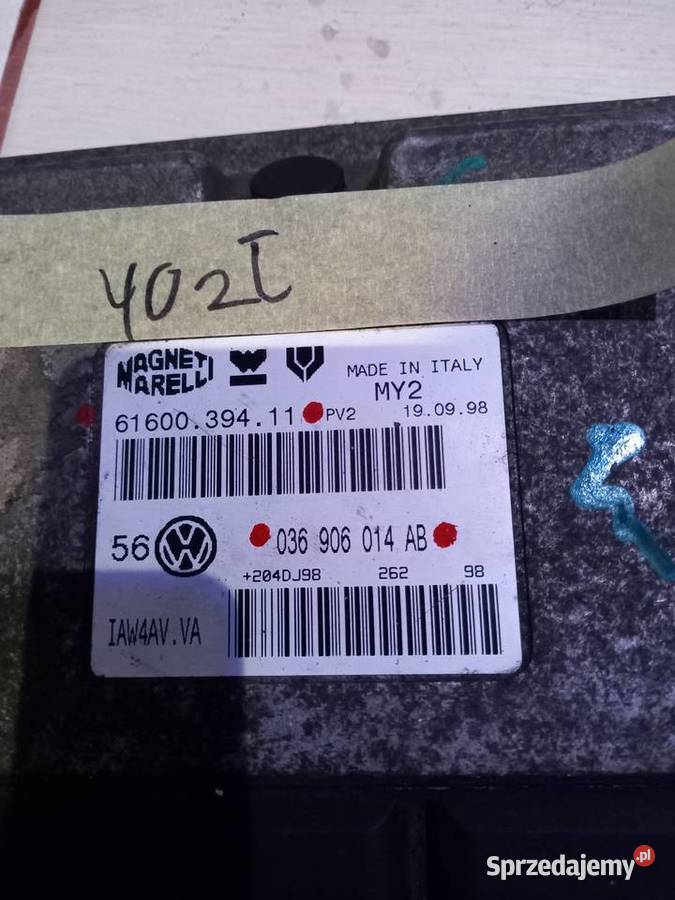 402I
MAGNETI MARELLI
MADE IN ITALY
MY2
61600.394.11 PV2 19.09.98
56 036 906 014 AB
+204DJ98 262 98
IAW4AV.VA
Sprzedajemy.pl